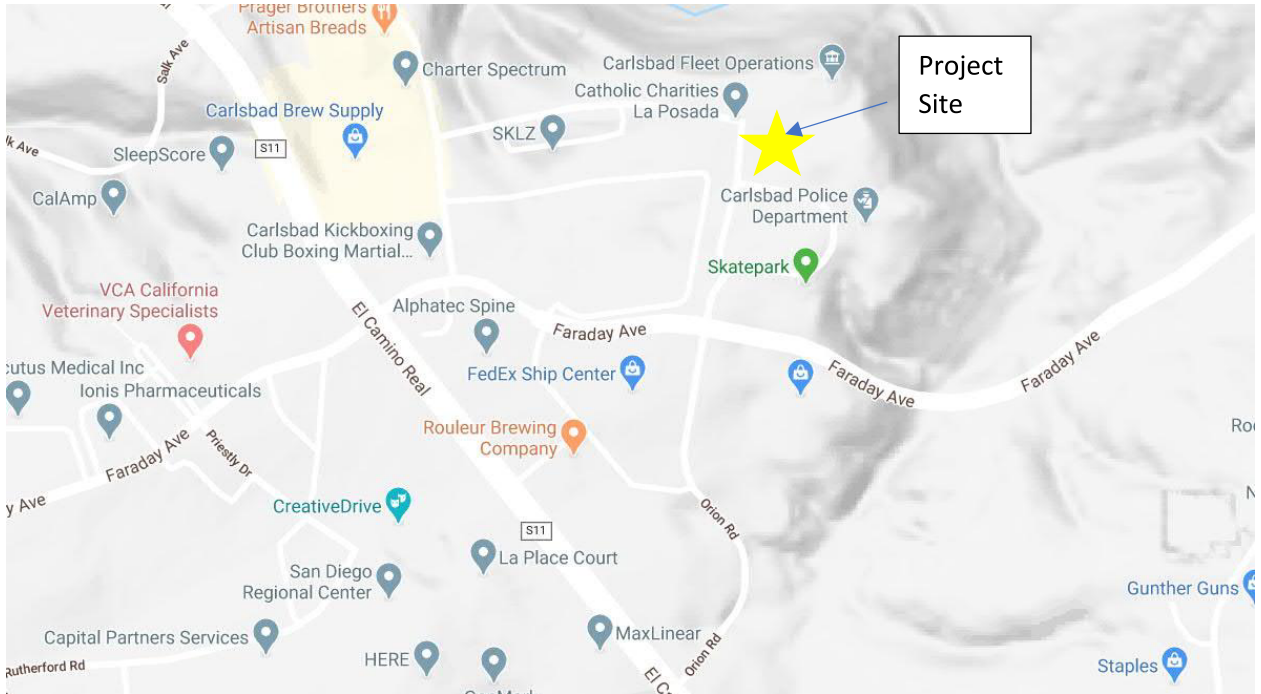 Prager Brothers
Artisan Breads
Salk Ave
Charter Spectrum
Carlsbad Fleet Operations
Project
Site
Catholic Charities
La Posada
Carlsbad Brew Supply
SKLZ
SleepScore
S11
CalAmp
Carlsbad Police
Department
Carlsbad Kickboxing
Club Boxing Martial...
Skatepark
VCA California
Veterinary Specialists
Alphatec Spine
El Camino Real
Faraday Ave
FedEx Ship Center
Faraday Ave
Faraday Ave
cutus Medical Inc
Ionis Pharmaceuticals
Rouleur Brewing
Company
Faraday Ave
Priestly Dr
y Ave
CreativeDrive
Orion Rd
S11
La Place Court
San Diego
Regional Center
Gunther Guns
Capital Partners Services
MaxLinear
HERE
Orion Rd
Rutherford Rd
Staples